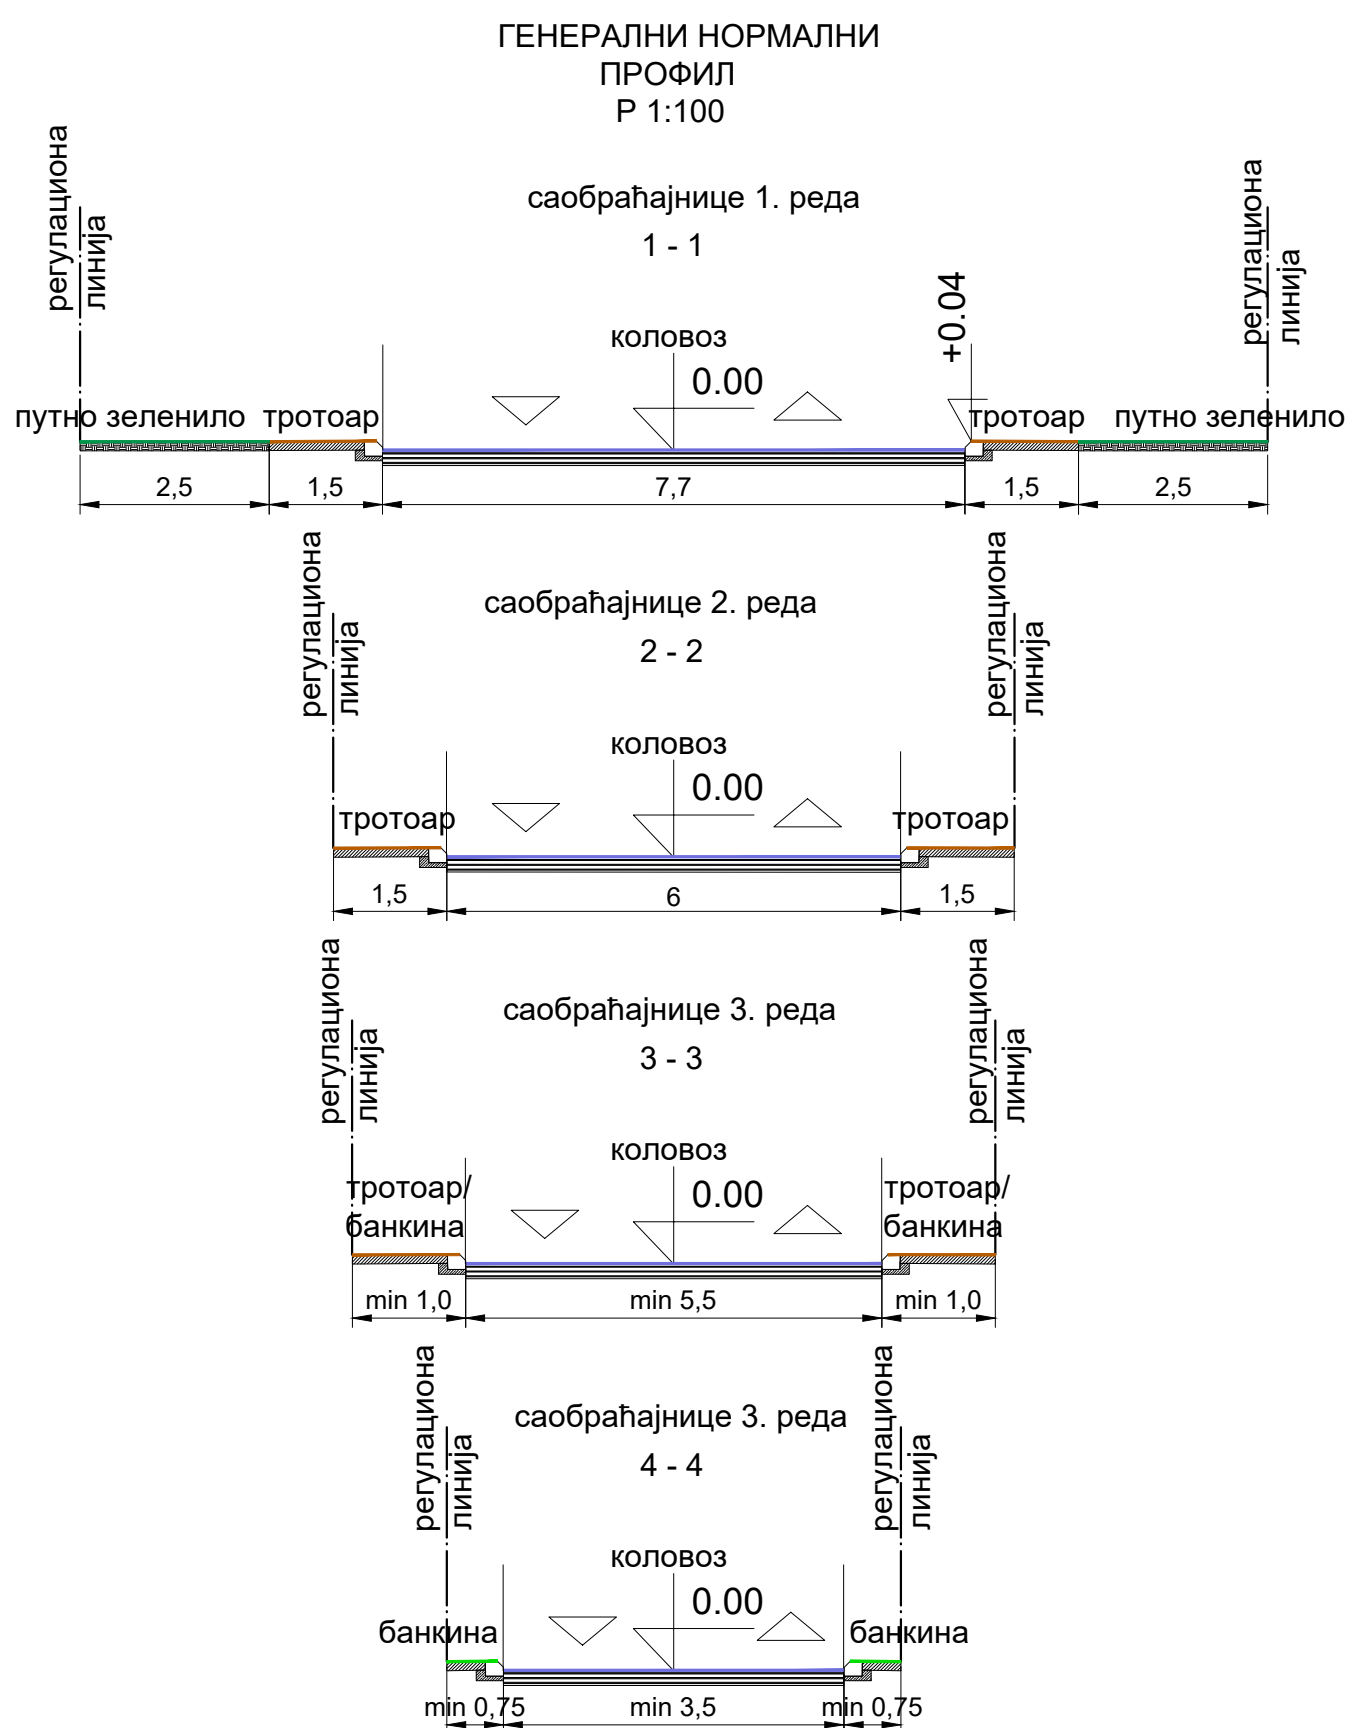 ГЕНЕРАЛНИ НОРМАЛНИ
ПРОФИЛ
Р 1:100
регулациона
линија
саобраћајнице 1. реда
1 - 1
регулациона
линија
+0.04
коловоз
0.00
путно зеленило
тротоар
тротоар
путно зеленило
2,5
1,5
7,7
1,5
2,5
регулациона
линија
саобраћајнице 2. реда
2 - 2
регулациона
линија
коловоз
0.00
тротоар
тротоар
1,5
6
1,5
регулациона
линија
саобраћајнице 3. реда
3 - 3
регулациона
линија
коловоз
0.00
тротоар/
банкина
тротоар/
банкина
min 1,0
min 5,5
min 1,0
регулациона
линија
саобраћајнице 3. реда
4 - 4
регулациона
линија
коловоз
0.00
банкина
банкина
min 0,75
min 3,5
min 0,75